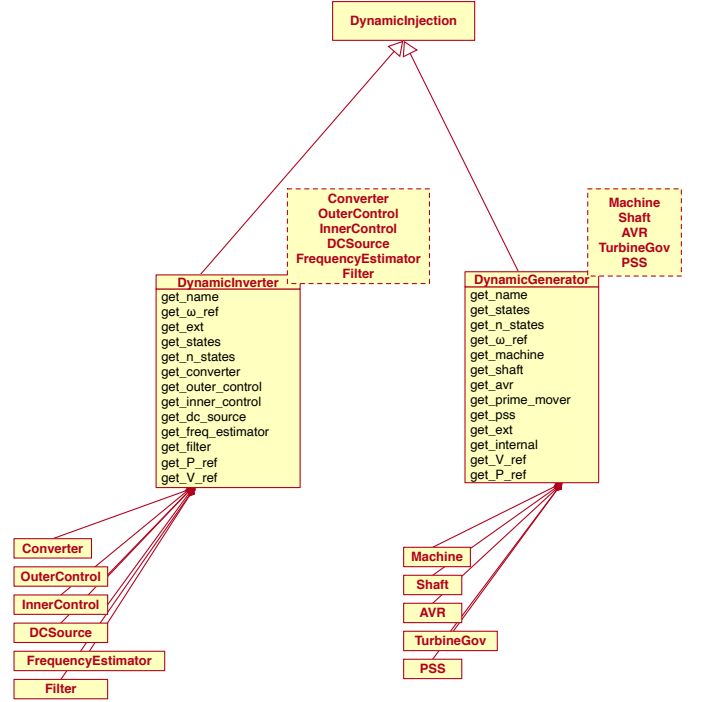 DynamicInjection
Converter
OuterControl
InnerControl
DCSource
FrequencyEstimator
Filter
Machine
Shaft
AVR
TurbineGov
PSS
DynamicInverter
get_name
get_ω_ref
get_ext
get_states
get_n_states
get_converter
get_outer_control
get_inner_control
get_dc_source
get_freq_estimator
get_filter
get_P_ref
get_V_ref
DynamicGenerator
get_name
get_states
get_n_states
get_ω_ref
get_machine
get_shaft
get_avr
get_prime_mover
get_pss
get_ext
get_internal
get_V_ref
get_P_ref
Converter
OuterControl
InnerControl
DCSource
FrequencyEstimator
Filter
Machine
Shaft
AVR
TurbineGov
PSS